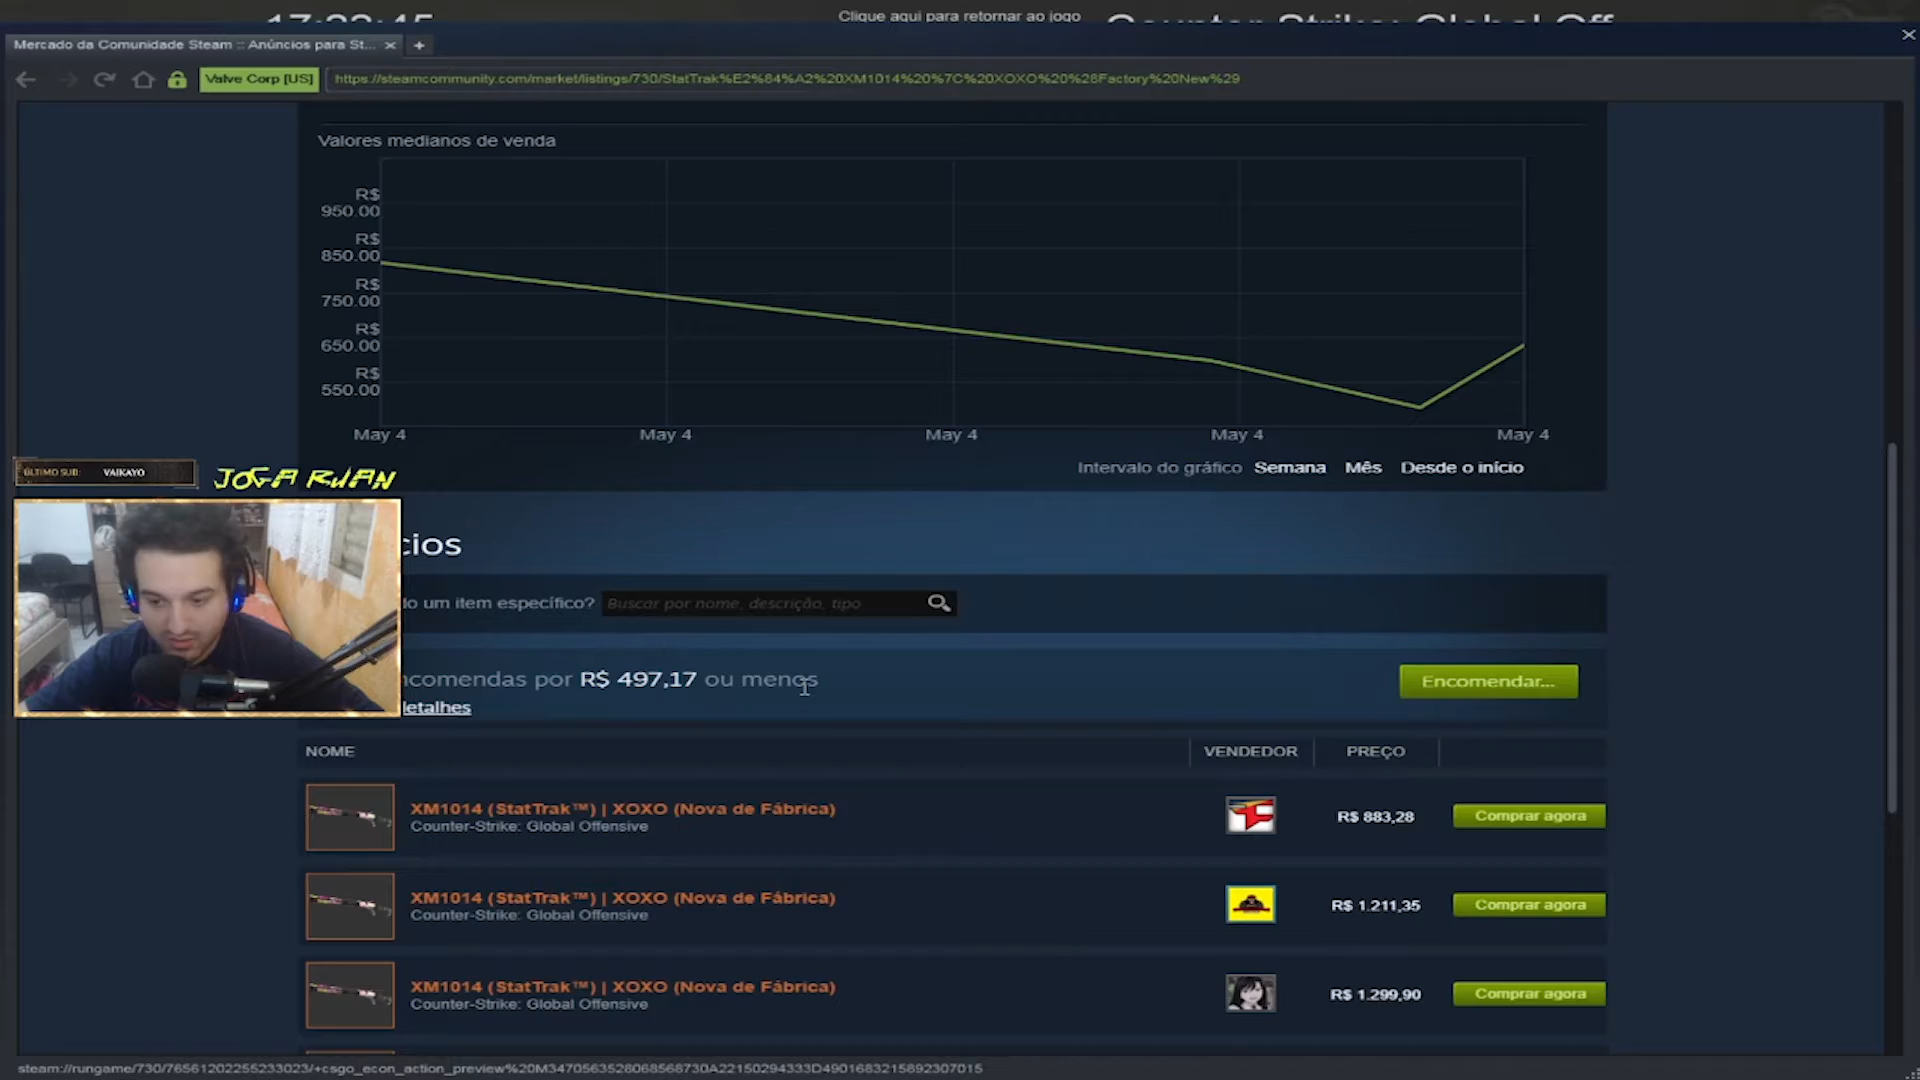 Clique aqui para retornar ao jogo
Mercado da Comunidade Steam :: Anúncios para St...
Valve Corp [US]
https://steamcommunity.com/market/listings/730/StatTrak%E2%84%A2%20XM1014%20%7C%20XOXO%20%28Factory%20New%29
Valores medianos de venda
R$
950.00
R$
850.00
R$
750.00
R$
650.00
R$
550.00
May 4
May 4
May 4
May 4
May 4
Intervalo do gráfico Semana Mês Desde o início
ÚLTIMO SUB: VAIKAYO
JOGA RUAN
cios
o um item específico? Buscar por nome, descrição, tipo
ncomendas por R$ 497,17 ou menos
Encomendar...
detalhes
NOME VENDEDOR PREÇO
XM1014 (StatTrak™) | XOXO (Nova de Fábrica)
Counter-Strike: Global Offensive
R$ 883,28 Comprar agora
XM1014 (StatTrak™) | XOXO (Nova de Fábrica)
Counter-Strike: Global Offensive
R$ 1.211,35 Comprar agora
XM1014 (StatTrak™) | XOXO (Nova de Fábrica)
Counter-Strike: Global Offensive
R$ 1.299,90 Comprar agora